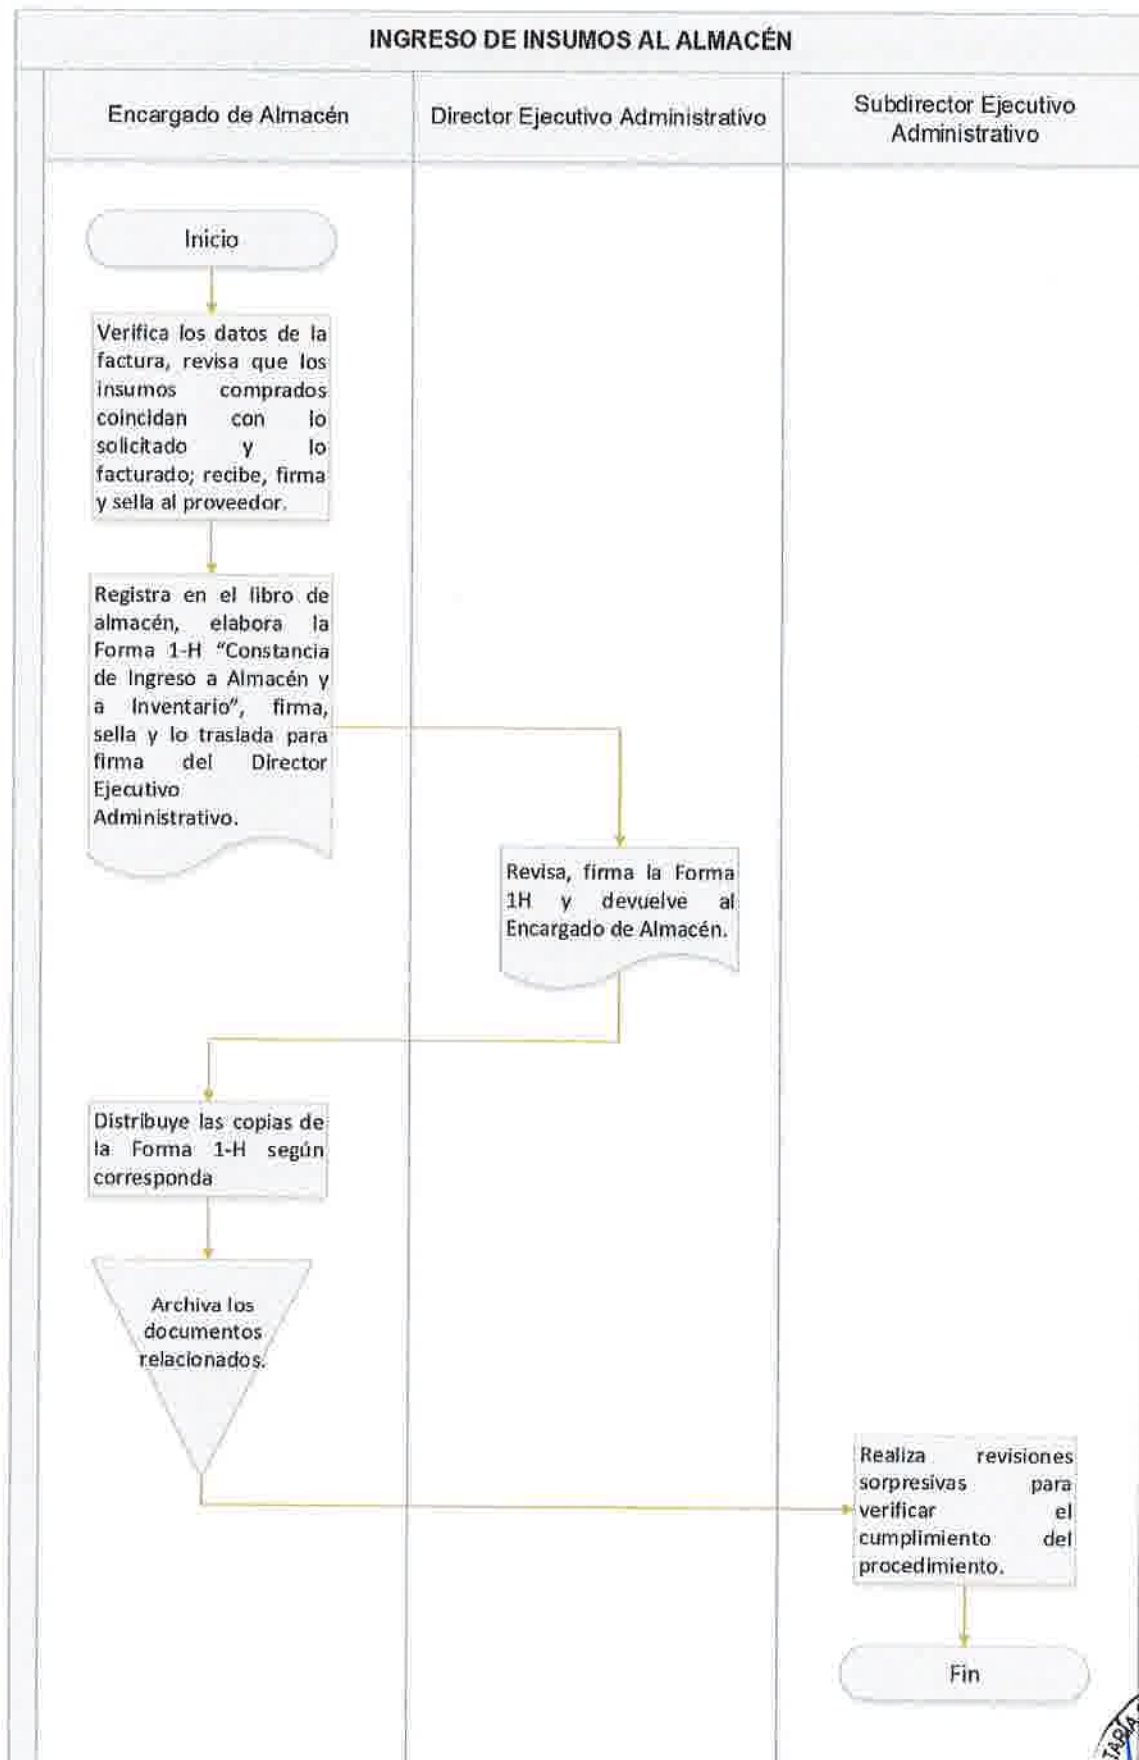 INGRESO DE INSUMOS AL ALMACÉN
Encargado de Almacén
Director Ejecutivo Administrativo
Subdirector Ejecutivo
Administrativo
Inicio
Verifica los datos de la
factura, revisa que los
insumos comprados
coincidan con lo
solicitado y lo
facturado; recibe, firma
y sella al proveedor.
Registra en el libro de
almacén, elabora la
Forma 1-H “Constancia
de Ingreso a Almacén y
a Inventario”, firma,
sella y lo traslada para
firma del Director
Ejecutivo
Administrativo.
Revisa, firma la Forma
1H y devuelve al
Encargado de Almacén.
Distribuye las copias de
la Forma 1-H según
corresponda
Archiva los
documentos
relacionados.
Realiza revisiones
sorpresivas para
verificar el
cumplimiento del
procedimiento.
Fin